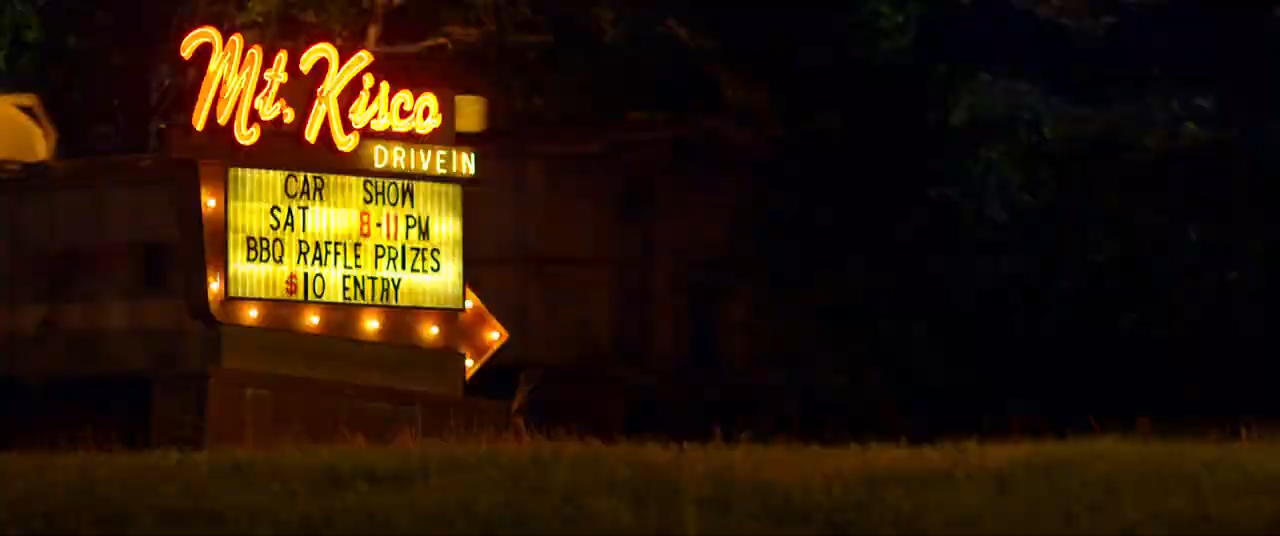 Mt. Kisco
DRIVEIN
CAR SHOW
SAT 8-11 PM
BBQ RAFFLE PRIZES
$10 ENTRY